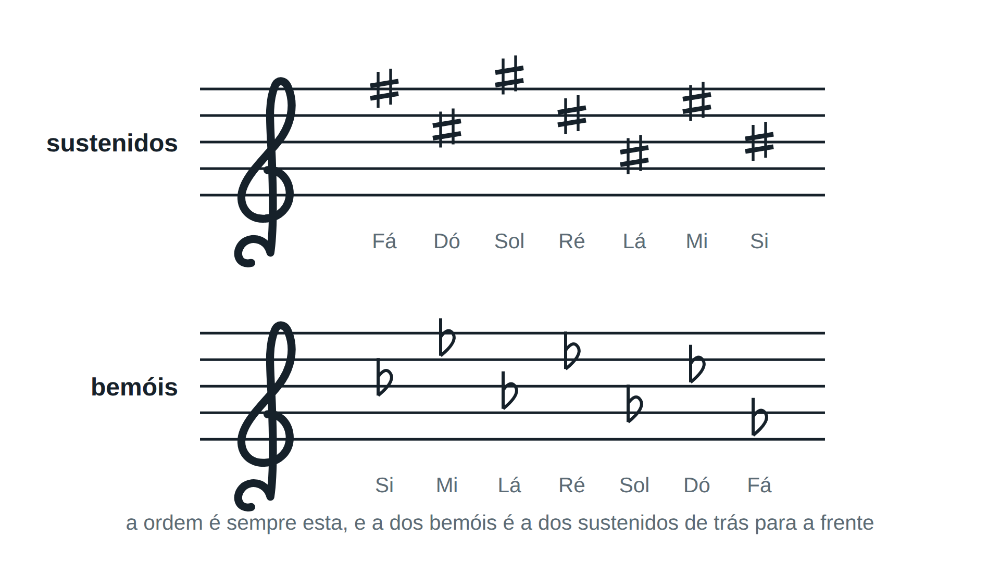 sustenidos
Fá Dó Sol Ré Lá Mi Si
bemóis
Si Mi Lá Ré Sol Dó Fá
a ordem é sempre esta, e a dos bemóis é a dos sustenidos de trás para a frente